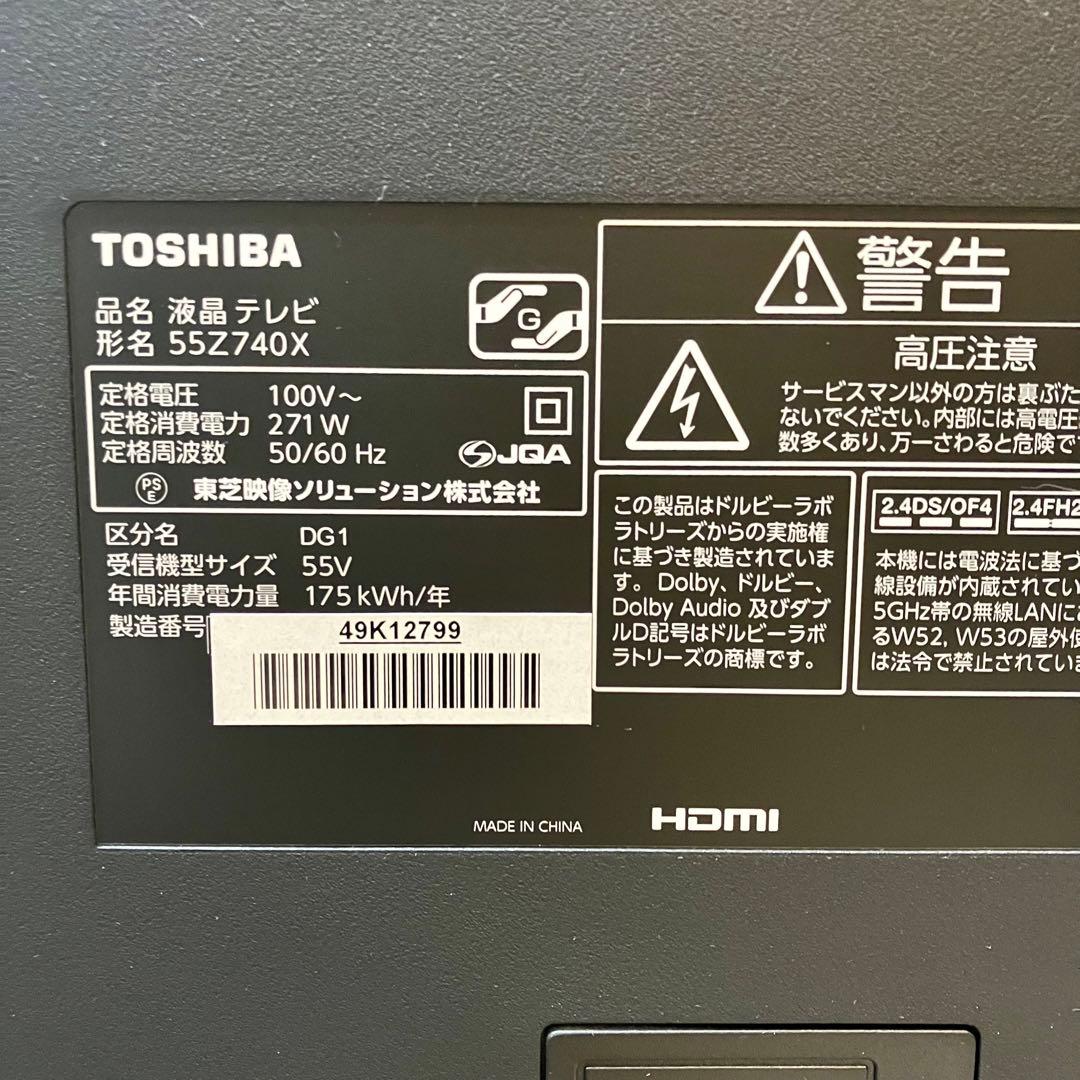 TOSHIBA
品名 液晶テレビ
形名 55Z740X
G
定格電圧 100V～
定格消費電力 271W
定格周波数 50/60 Hz
JQA
PS
E
東芝映像ソリューション株式会社
区分名 DG1
受信機型サイズ 55V
年間消費電力量 175kWh/年
製造番号
49K12799
MADE IN CHINA
HDMI
警告
高圧注意
サービスマン以外の方は裏ぶた
ないでください。内部には高電圧
数多くあり、万一さわると危険で
この製品はドルビーラボ
ラトリーズからの実施権
に基づき製造されていま
す。Dolby、ドルビー、
Dolby Audio 及びダブ
ルD記号はドルビーラボ
ラトリーズの商標です。
2.4DS/OF4
2.4FH2
本機には電波法に基づ
線設備が内蔵されてい
5GHz帯の無線LANに
るW52, W53の屋外使
は法令で禁止されていま